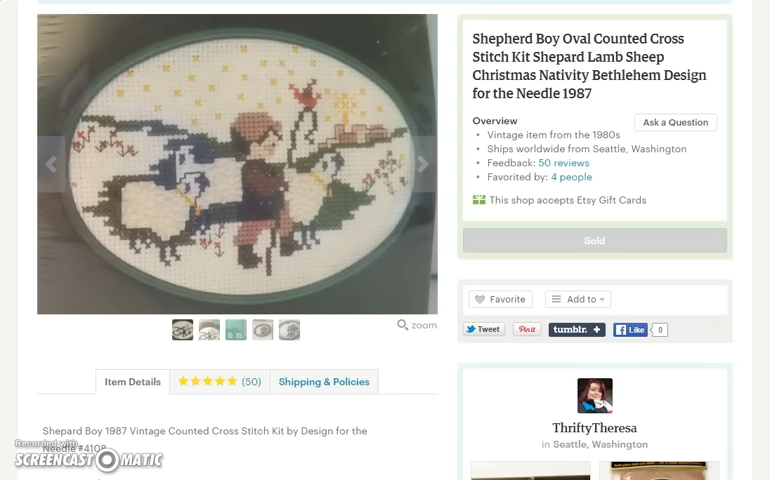 Shepherd Boy Oval Counted Cross
Stitch Kit Shepard Lamb Sheep
Christmas Nativity Bethlehem Design
for the Needle 1987
Overview
Ask a Question
• Vintage item from the 1980s
• Ships worldwide from Seattle, Washington
• Feedback: 50 reviews
• Favorited by: 4 people
This shop accepts Etsy Gift Cards
Sold
Favorite
Add to
Tweet
Pin it
tumblr. +
Like
0
zoom
Item Details
(50)
Shipping & Policies
Shepard Boy 1987 Vintage Counted Cross Stitch Kit by Design for the
Needle #4108
Recorded with
SCREENCAST MATIC
ThriftyTheresa
in Seattle, Washington